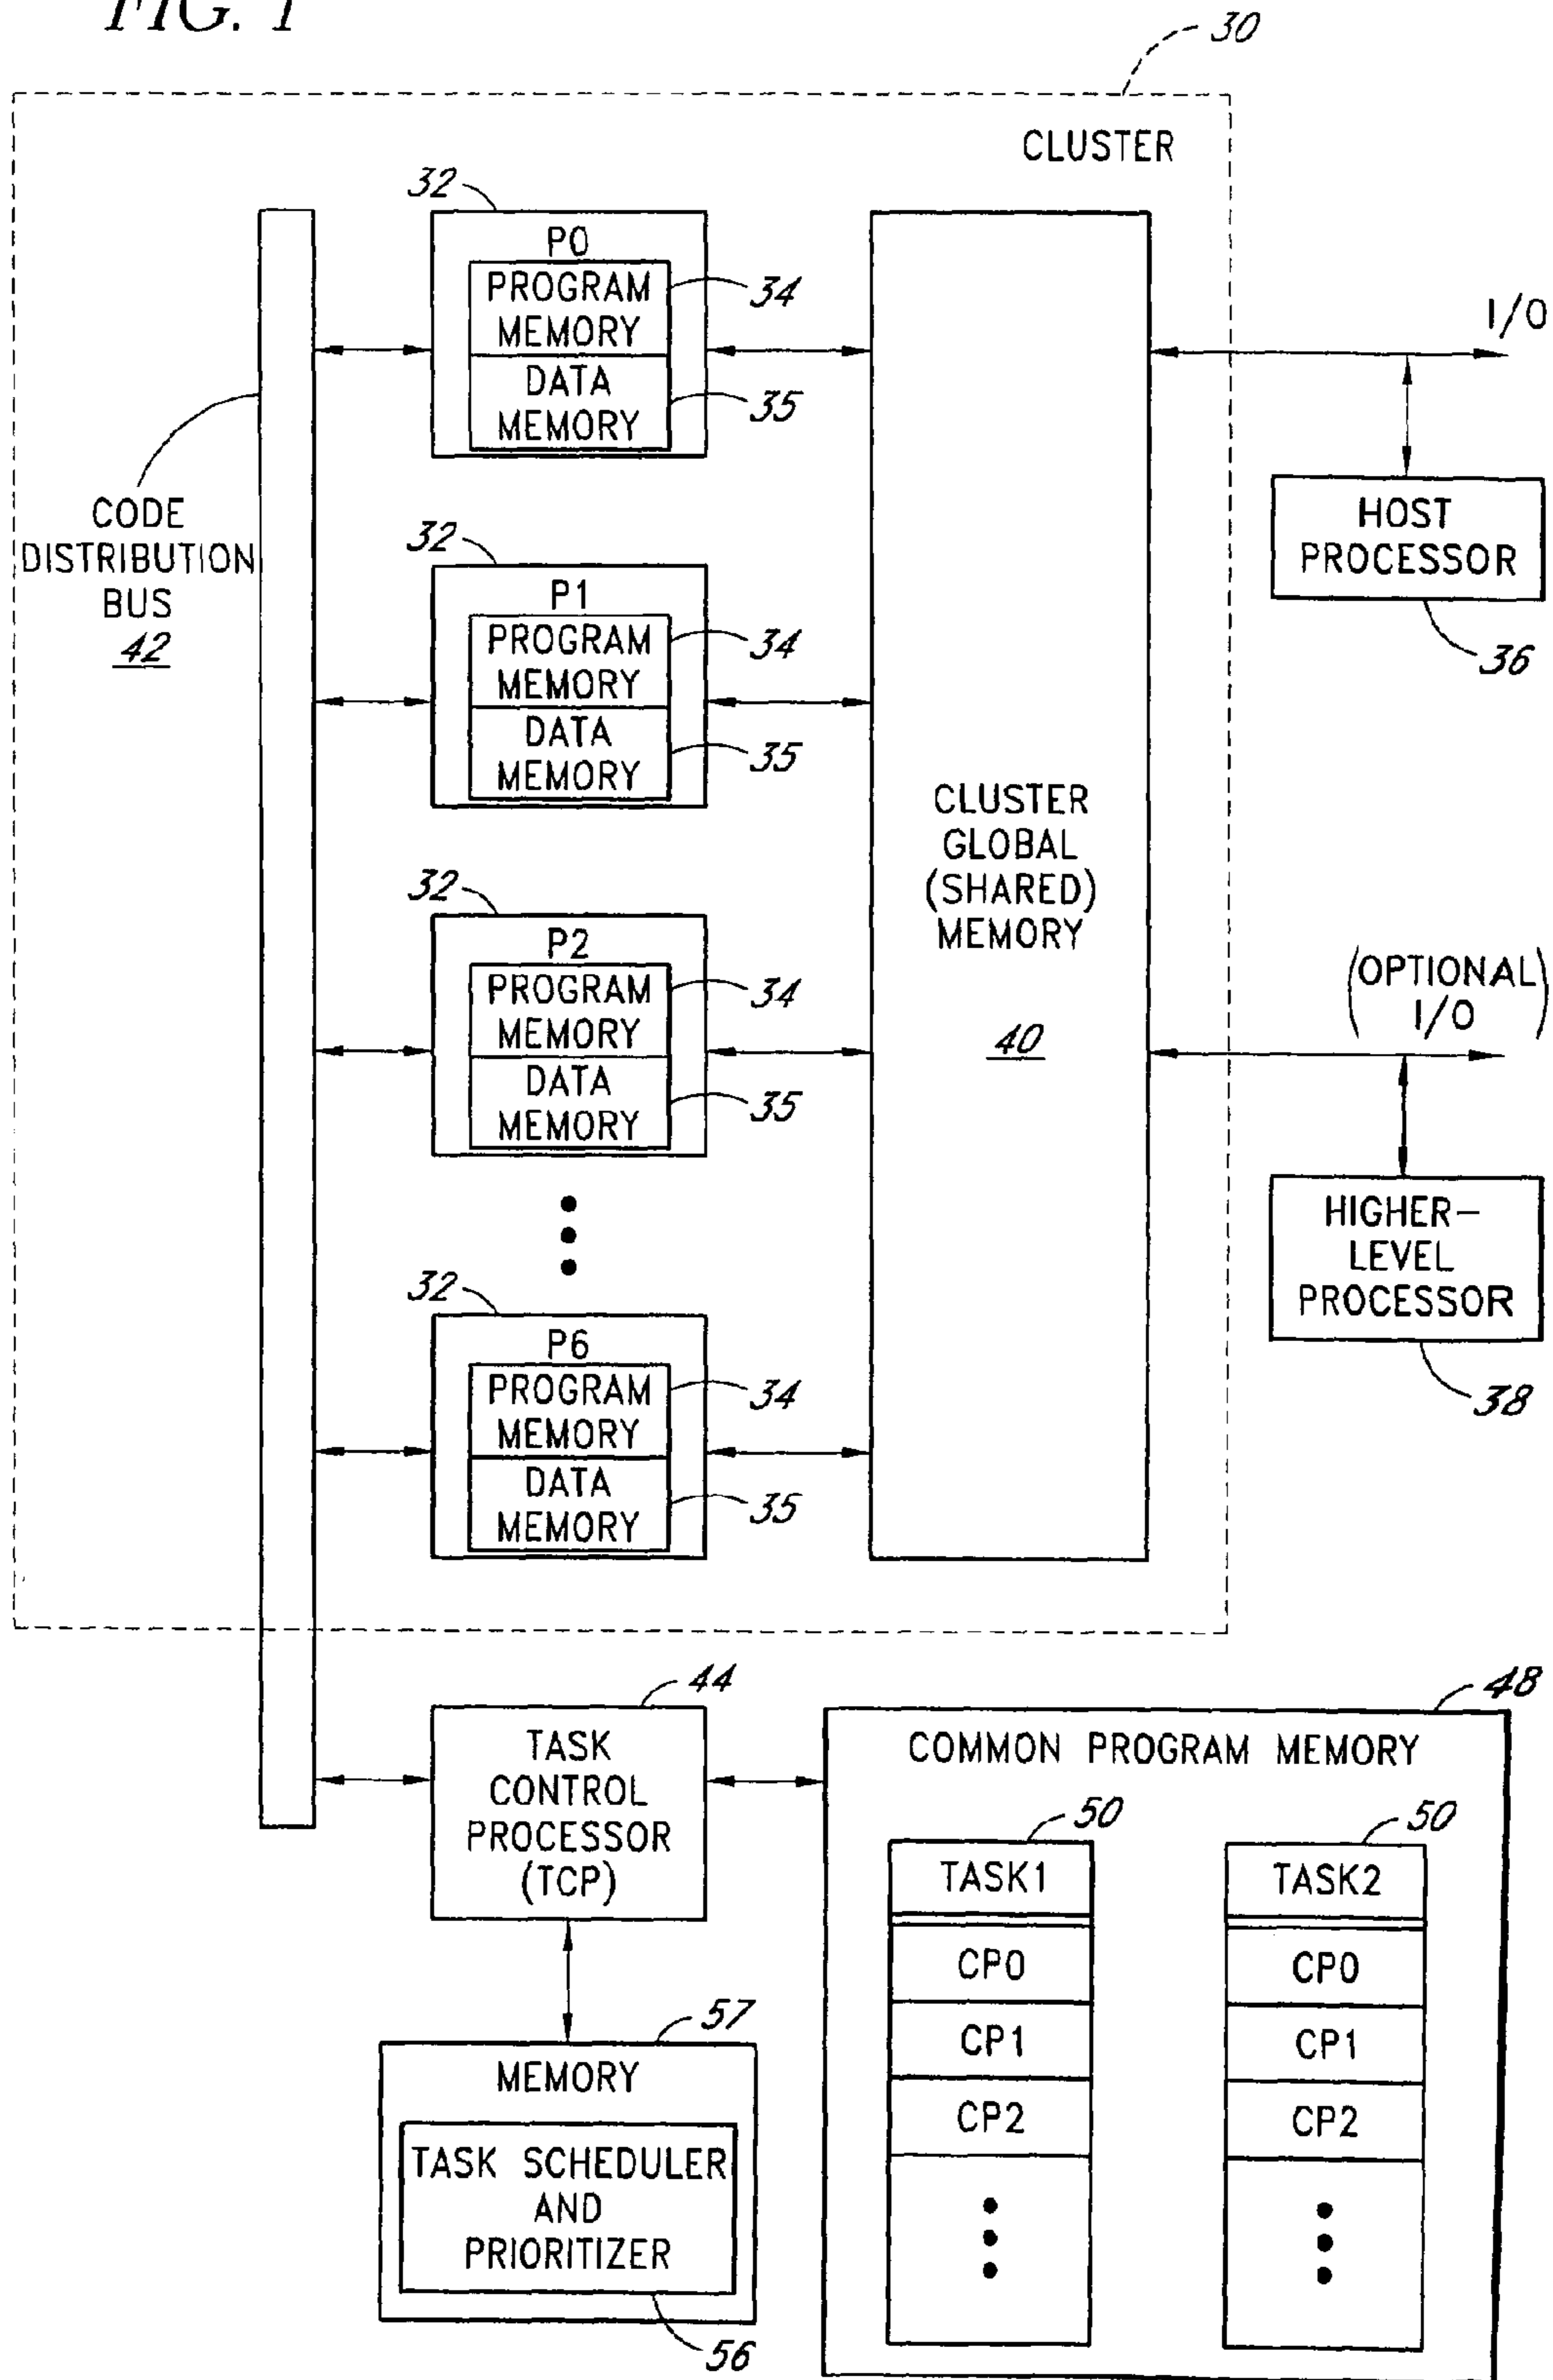 FIG. 1
30
CLUSTER
32
P0
PROGRAM
MEMORY
34
DATA
MEMORY
35
I/O
CODE
DISTRIBUTION
BUS
42
HOST
PROCESSOR
36
32
P1
PROGRAM
MEMORY
34
DATA
MEMORY
35
CLUSTER
GLOBAL
(SHARED)
MEMORY
40
32
P2
PROGRAM
MEMORY
34
DATA
MEMORY
35
(OPTIONAL)
I/O
HIGHER-
LEVEL
PROCESSOR
38
32
P6
PROGRAM
MEMORY
34
DATA
MEMORY
35
44
TASK
CONTROL
PROCESSOR
(TCP)
48
COMMON PROGRAM MEMORY
50
TASK1
CP0
CP1
CP2
50
TASK2
CP0
CP1
CP2
57
MEMORY
TASK SCHEDULER
AND
PRIORITIZER
56